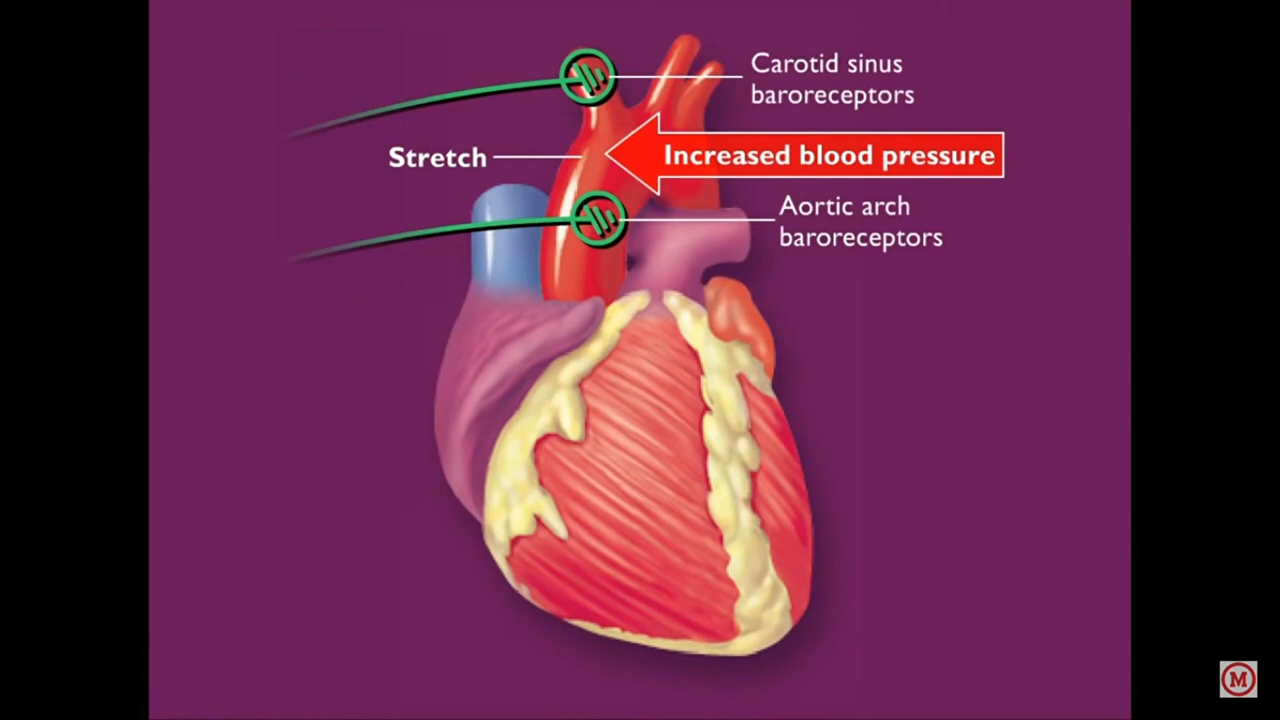 Carotid sinus
baroreceptors
Stretch
Increased blood pressure
Aortic arch
baroreceptors
M